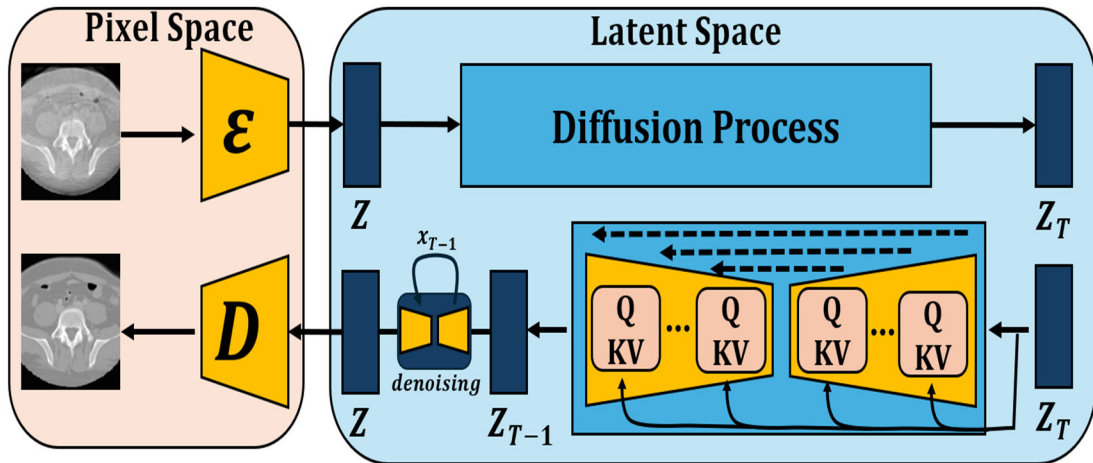 Pixel Space
Latent Space
ε
Diffusion Process
Z
Z_T
x_{T-1}
D
denoising
Q
KV
...
Q
KV
Q
KV
...
Q
KV
Z
Z_{T-1}
Z_T